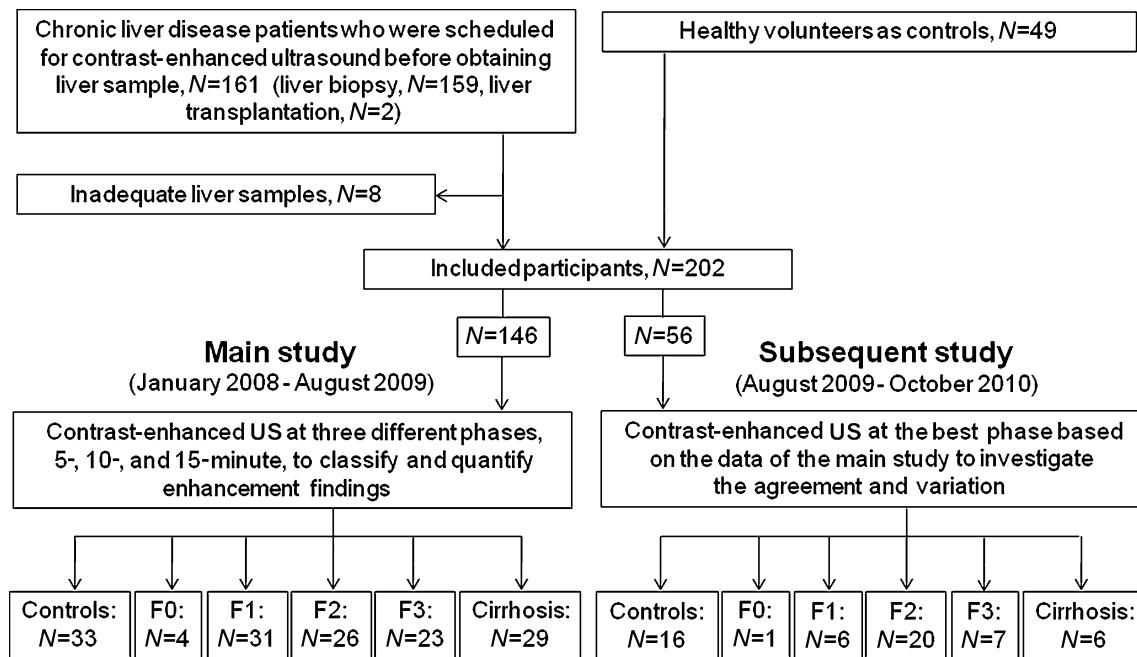 Chronic liver disease patients who were scheduled
for contrast-enhanced ultrasound before obtaining
liver sample, N=161 (liver biopsy, N=159, liver
transplantation, N=2)
Healthy volunteers as controls, N=49
Inadequate liver samples, N=8
Included participants, N=202
N=146
N=56
Main study
(January 2008 - August 2009)
Subsequent study
(August 2009 - October 2010)
Contrast-enhanced US at three different phases,
5-, 10-, and 15-minute, to classify and quantify
enhancement findings
Contrast-enhanced US at the best phase based
on the data of the main study to investigate
the agreement and variation
Controls:
N=33
F0:
N=4
F1:
N=31
F2:
N=26
F3:
N=23
Cirrhosis:
N=29
Controls:
N=16
F0:
N=1
F1:
N=6
F2:
N=20
F3:
N=7
Cirrhosis:
N=6